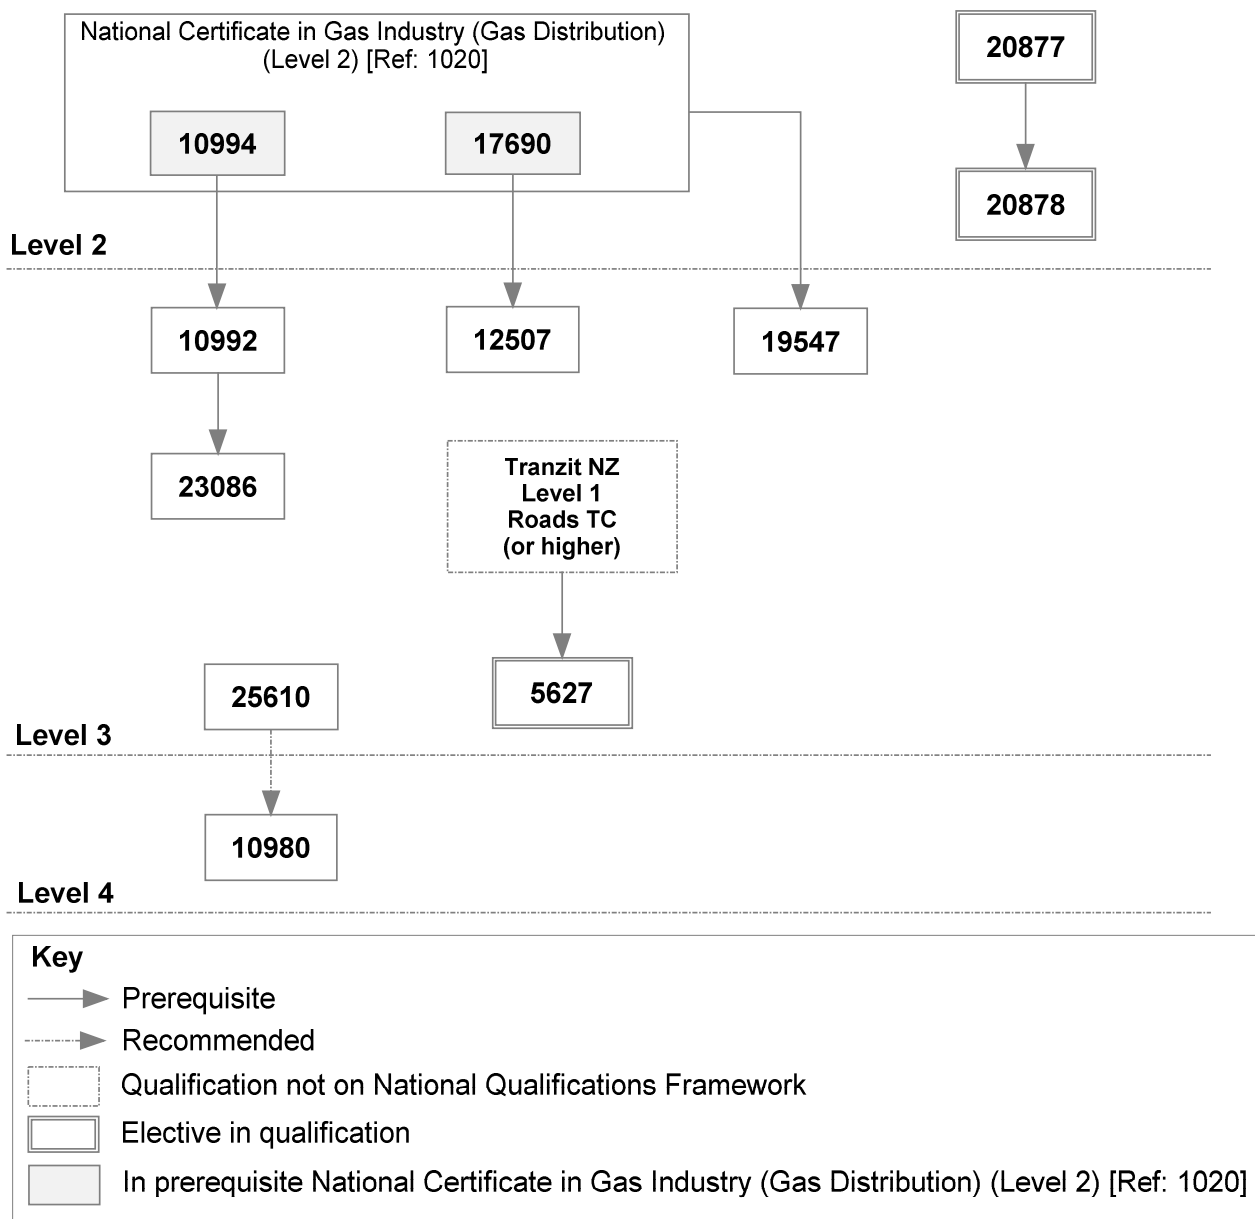 National Certificate in Gas Industry (Gas Distribution)
(Level 2) [Ref: 1020]
20877
10994
17690
20878
Level 2
10992
12507
19547
23086
Tranzit NZ
Level 1
Roads TC
(or higher)
25610
5627
Level 3
10980
Level 4
Key
Prerequisite
Recommended
Qualification not on National Qualifications Framework
Elective in qualification
In prerequisite National Certificate in Gas Industry (Gas Distribution) (Level 2) [Ref: 1020]